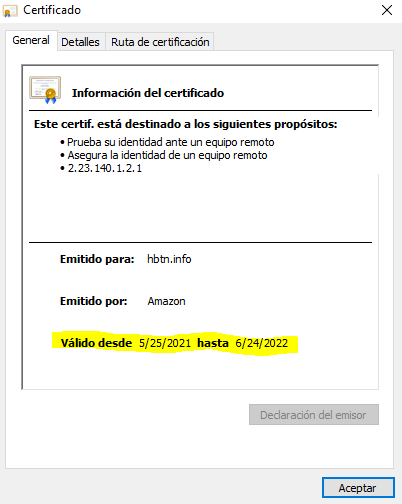 Certificado
General Detalles Ruta de certificación
Información del certificado
Este certif. está destinado a los siguientes propósitos:
• Prueba su identidad ante un equipo remoto
• Asegura la identidad de un equipo remoto
• 2.23.140.1.2.1
Emitido para: hbtn.info
Emitido por: Amazon
Válido desde 5/25/2021 hasta 6/24/2022
Declaración del emisor
Aceptar